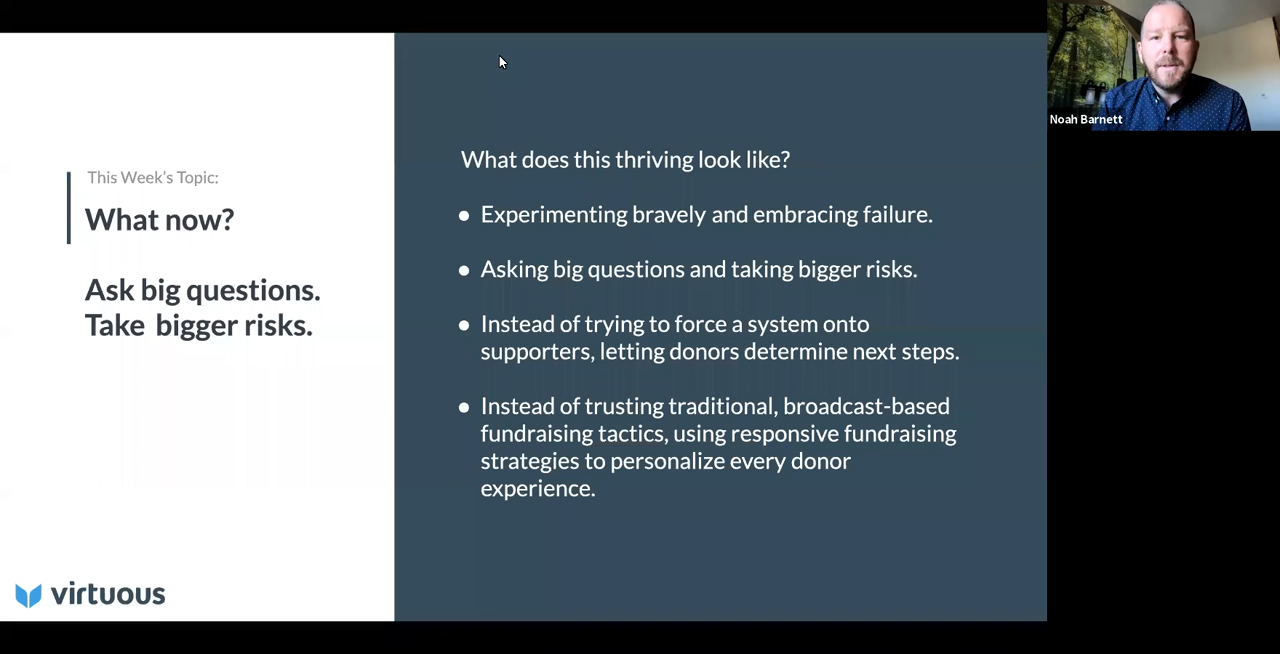 This Week's Topic:
What now?
Ask big questions.
Take bigger risks.
virtuous
What does this thriving look like?
● Experimenting bravely and embracing failure.
● Asking big questions and taking bigger risks.
● Instead of trying to force a system onto
supporters, letting donors determine next steps.
● Instead of trusting traditional, broadcast-based
fundraising tactics, using responsive fundraising
strategies to personalize every donor
experience.
Noah Barnett